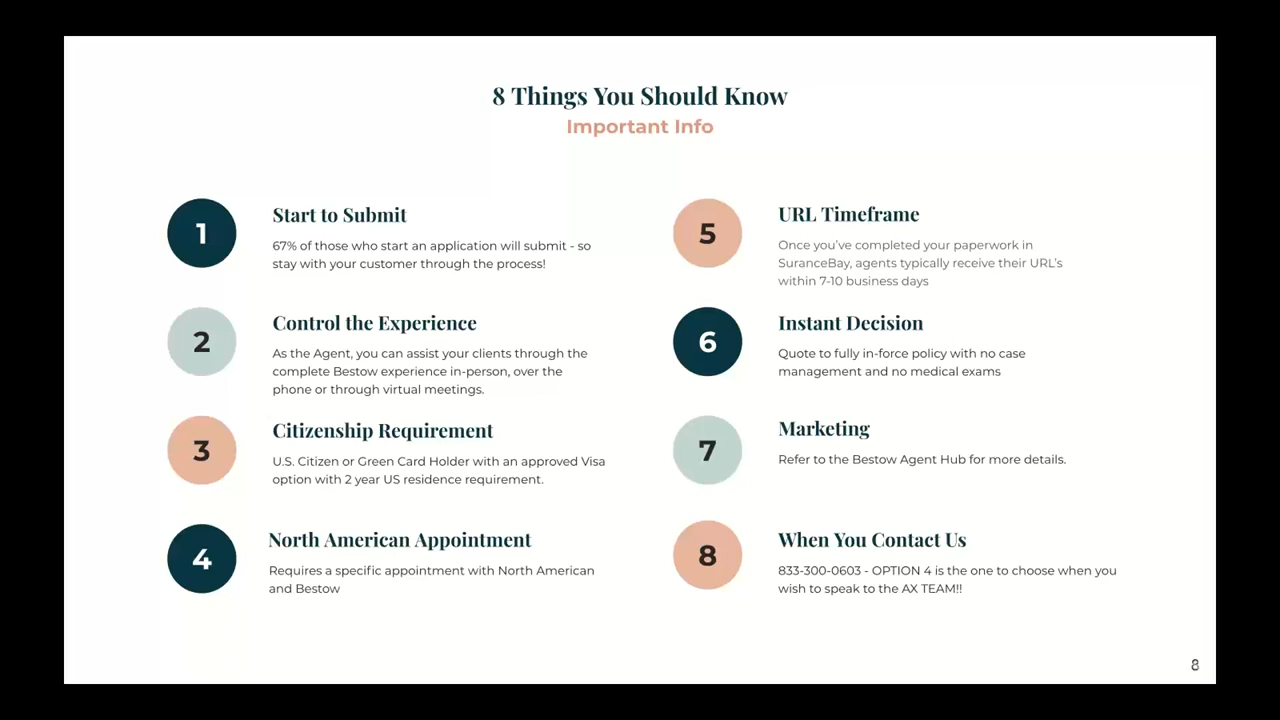 8 Things You Should Know
Important Info
1
Start to Submit
67% of those who start an application will submit - so
stay with your customer through the process!
2
Control the Experience
As the Agent, you can assist your clients through the
complete Bestow experience in-person, over the
phone or through virtual meetings.
3
Citizenship Requirement
U.S. Citizen or Green Card Holder with an approved Visa
option with 2 year US residence requirement.
4
North American Appointment
Requires a specific appointment with North American
and Bestow
5
URL Timeframe
Once you've completed your paperwork in
SuranceBay, agents typically receive their URL's
within 7-10 business days
6
Instant Decision
Quote to fully in-force policy with no case
management and no medical exams
7
Marketing
Refer to the Bestow Agent Hub for more details.
8
When You Contact Us
833-300-0603 - OPTION 4 is the one to choose when you
wish to speak to the AX TEAM!!
8